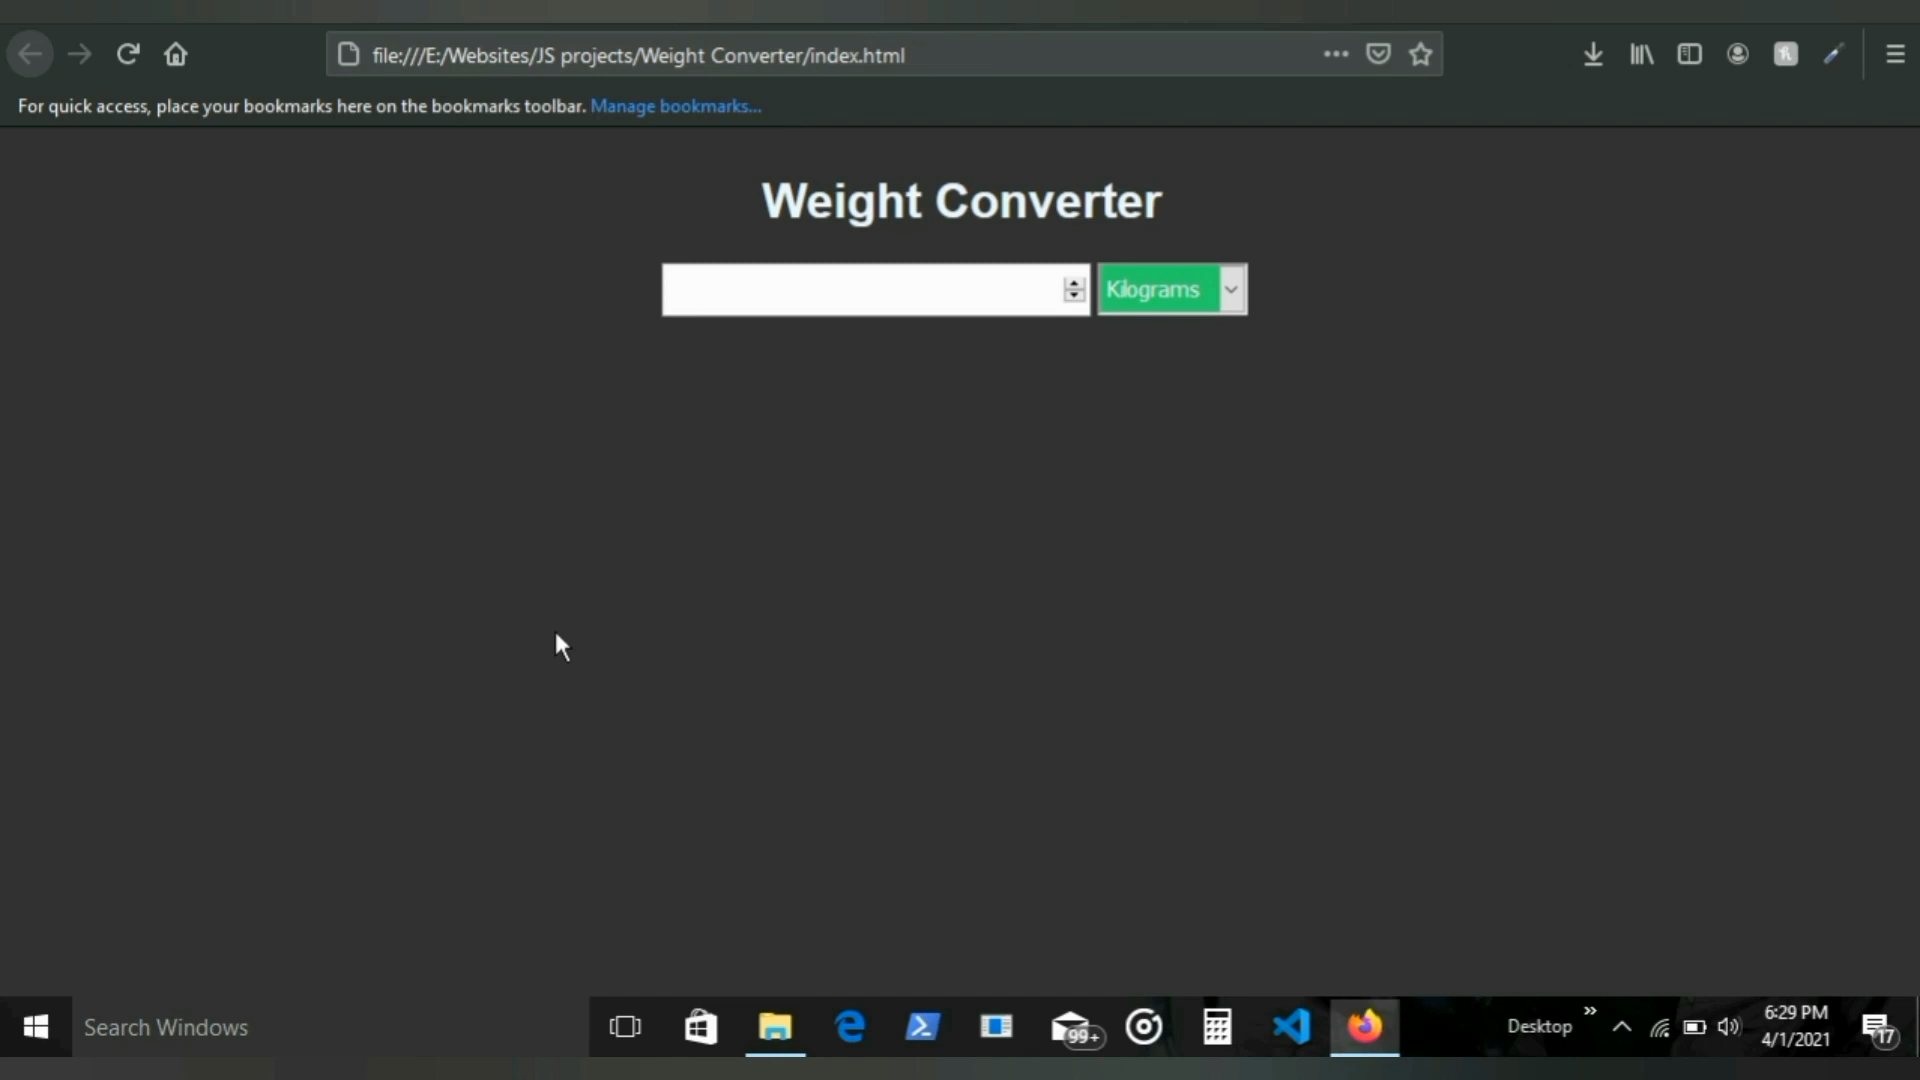 file:///E:/Websites/JS projects/Weight Converter/index.html
For quick access, place your bookmarks here on the bookmarks toolbar. Manage bookmarks...
Weight Converter
Kilograms
Search Windows
99+
Desktop
6:29 PM
4/1/2021
17